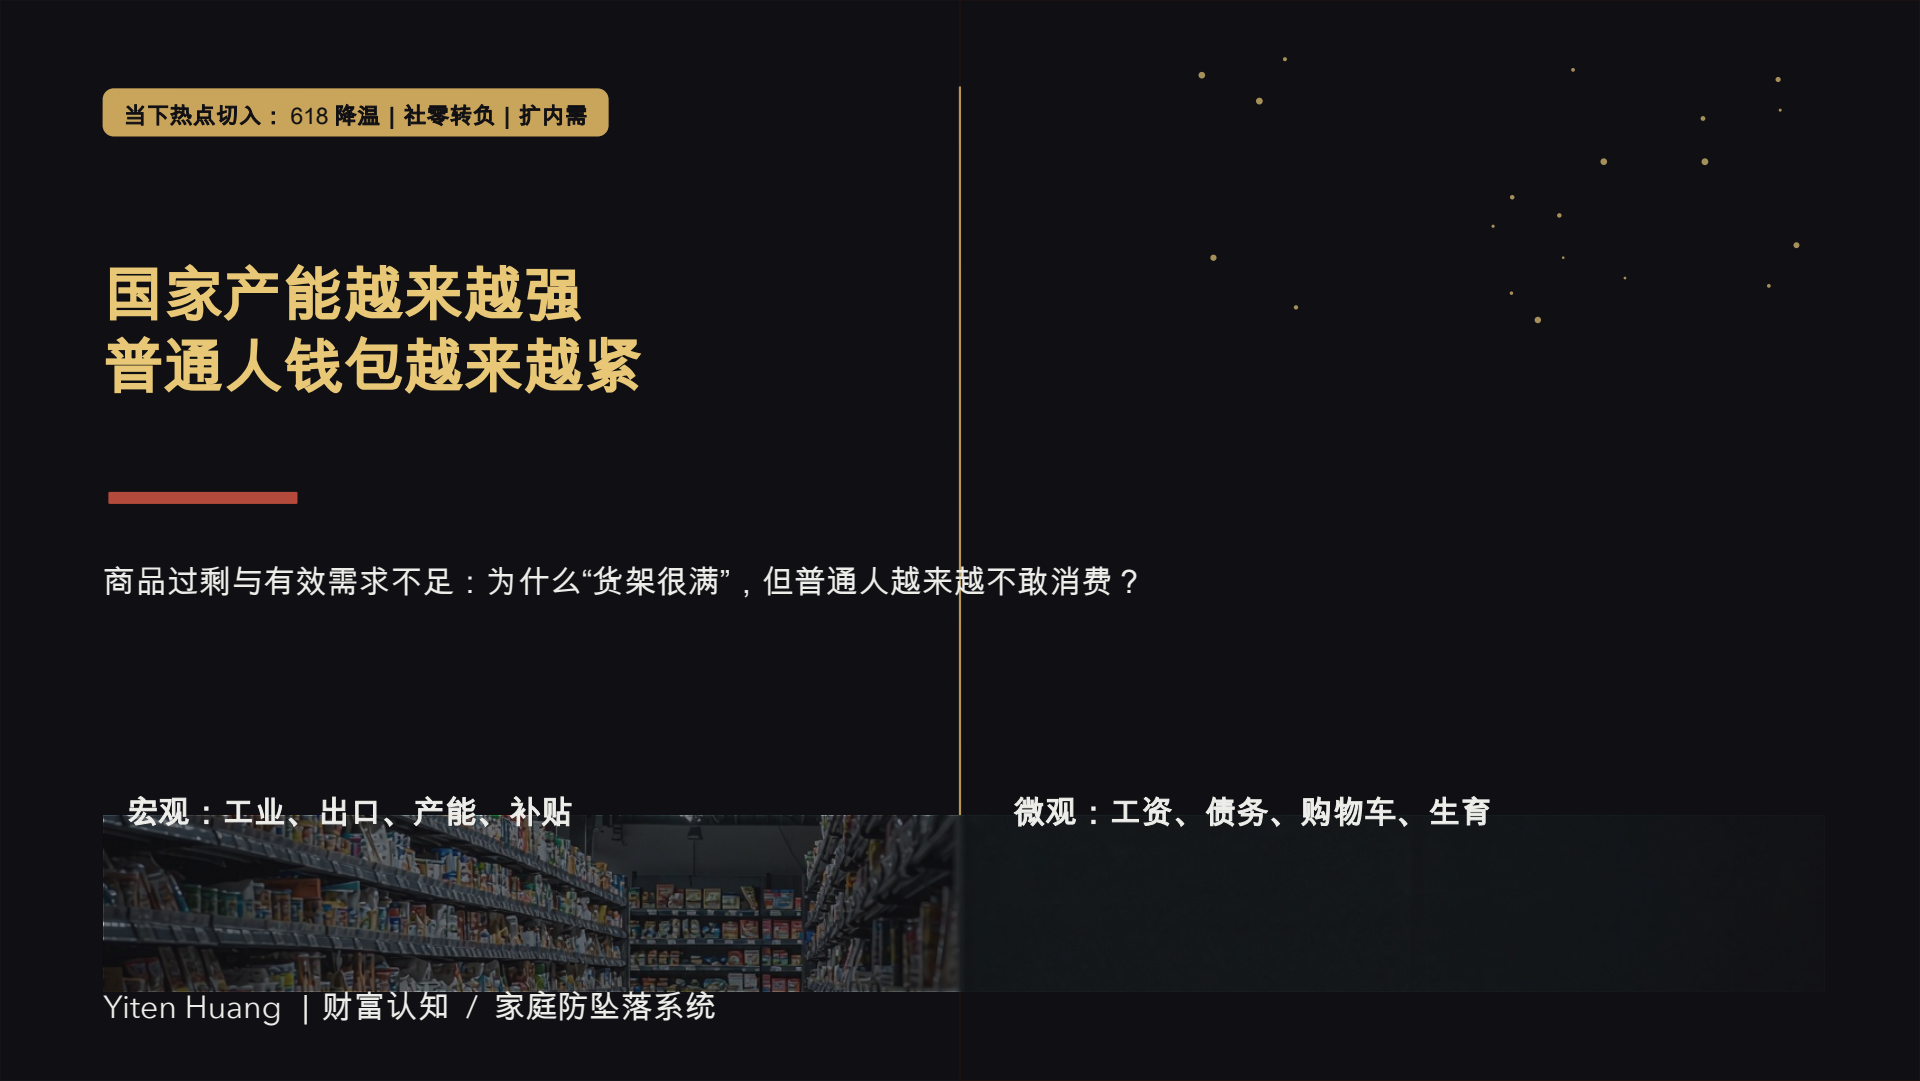 当下热点切入：618 降温｜社零转负｜扩内需
国家产能越来越强
普通人钱包越来越紧
商品过剩与有效需求不足：为什么“货架很满”，但普通人越来越不敢消费？
宏观：工业、出口、产能、补贴
微观：工资、债务、购物车、生育
Yiten Huang ｜财富认知 / 家庭防坠落系统